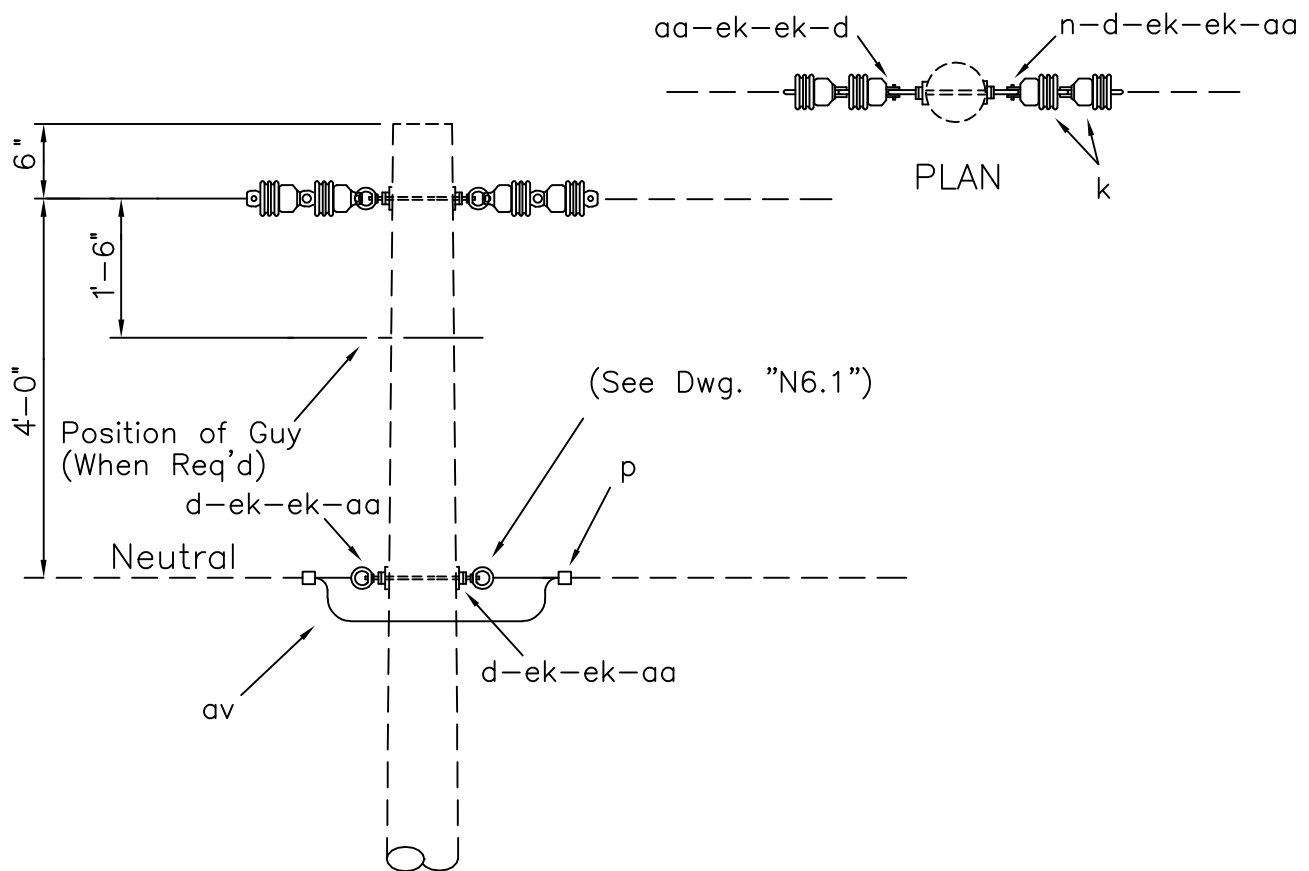 aa-ek-ek-d
n-d-ek-ek-aa
6"
PLAN
k
1'-6"
4'-0"
(See Dwg. "N6.1")
Position of Guy
(When Req'd)
p
d-ek-ek-aa
Neutral
d-ek-ek-aa
av